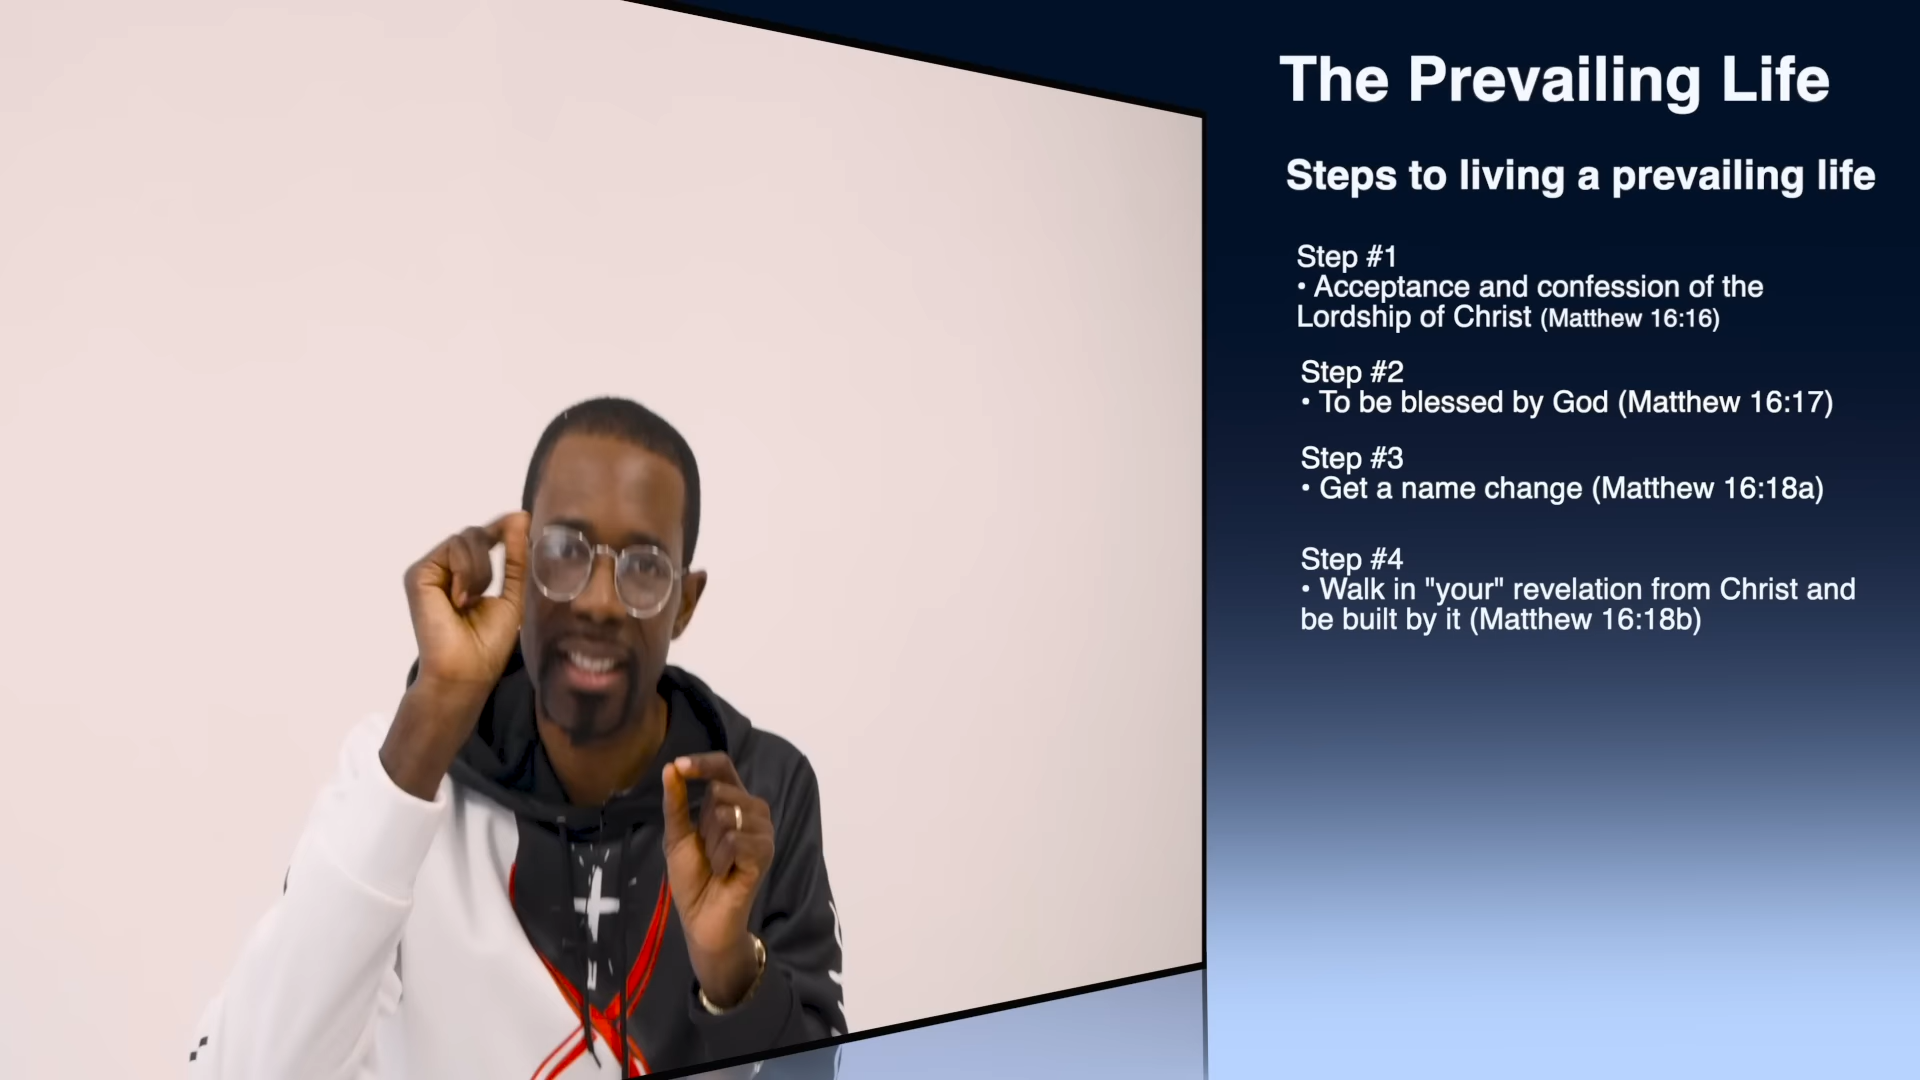 The Prevailing Life
Steps to living a prevailing life
Step #1
• Acceptance and confession of the
Lordship of Christ (Matthew 16:16)
Step #2
• To be blessed by God (Matthew 16:17)
Step #3
• Get a name change (Matthew 16:18a)
Step #4
• Walk in "your" revelation from Christ and
be built by it (Matthew 16:18b)